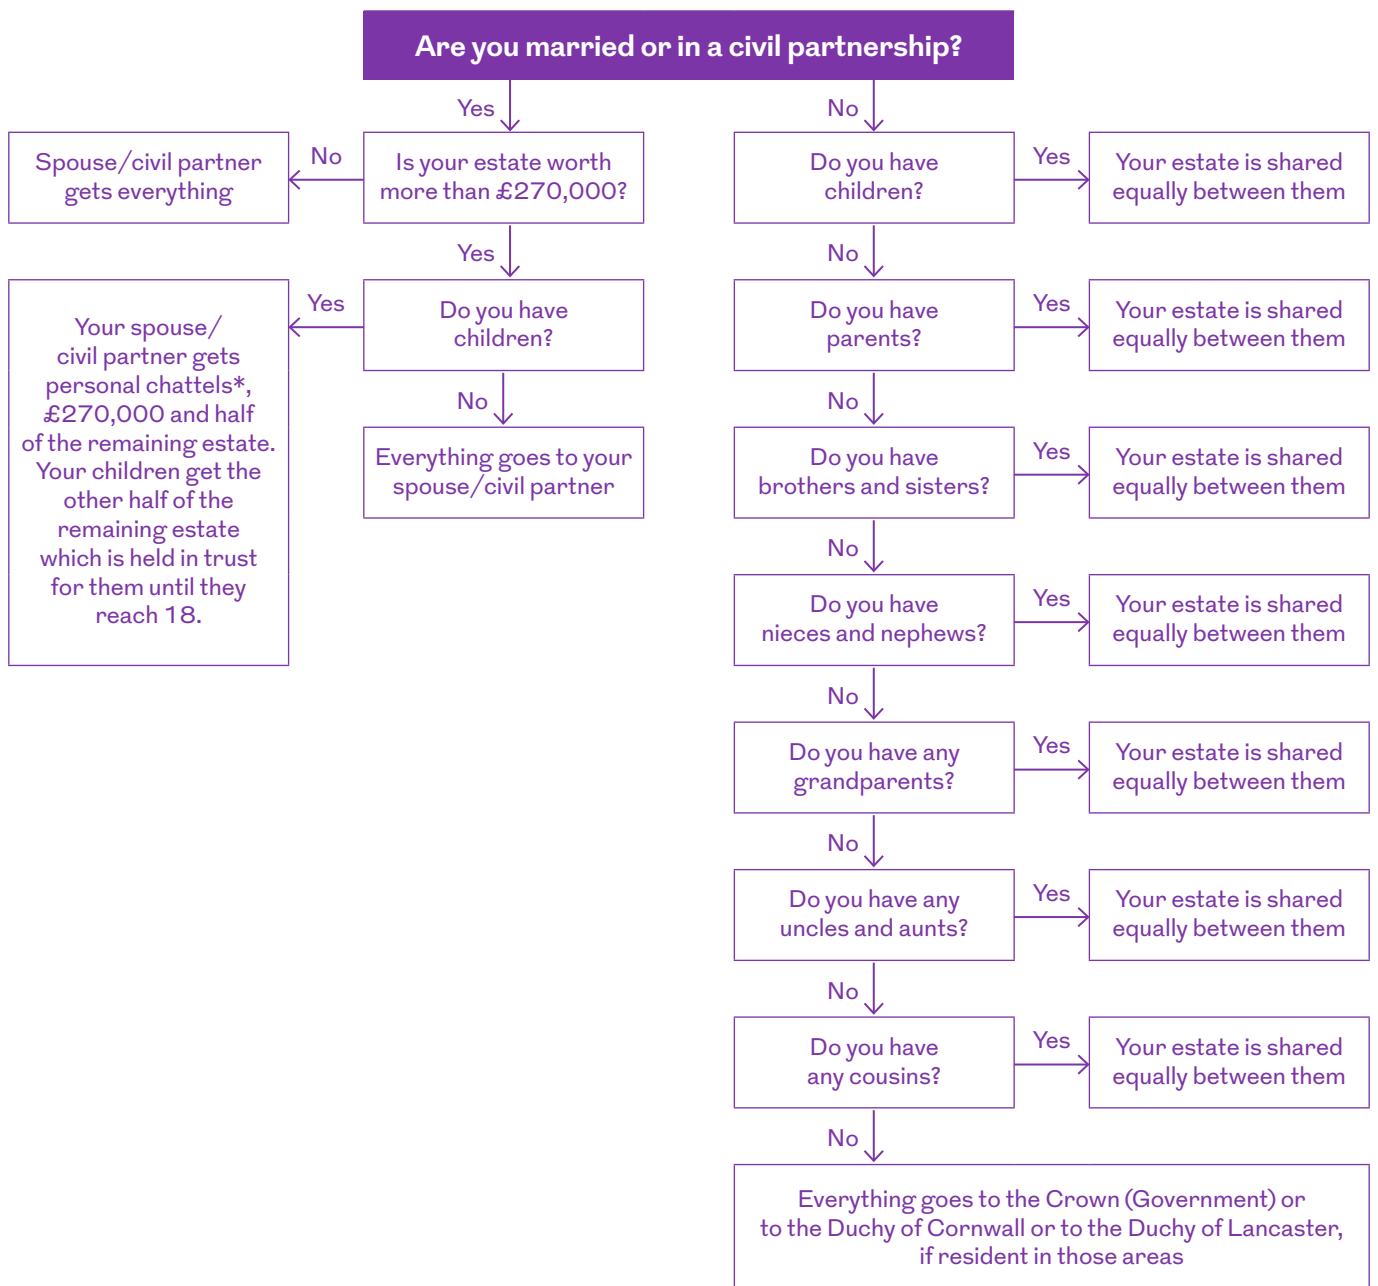 Are you married or in a civil partnership?
Yes
No
Spouse/civil partner
gets everything
No
Is your estate worth
more than £270,000?
Do you have
children?
Yes
Your estate is shared
equally between them
Yes
No
Your spouse/
civil partner gets
personal chattels*,
£270,000 and half
of the remaining estate.
Your children get the
other half of the
remaining estate
which is held in trust
for them until they
reach 18.
Yes
Do you have
children?
No
Everything goes to your
spouse/civil partner
Do you have
parents?
Yes
Your estate is shared
equally between them
No
Do you have
brothers and sisters?
Yes
Your estate is shared
equally between them
No
Do you have
nieces and nephews?
Yes
Your estate is shared
equally between them
No
Do you have any
grandparents?
Yes
Your estate is shared
equally between them
No
Do you have any
uncles and aunts?
Yes
Your estate is shared
equally between them
No
Do you have
any cousins?
Yes
Your estate is shared
equally between them
No
Everything goes to the Crown (Government) or
to the Duchy of Cornwall or to the Duchy of Lancaster,
if resident in those areas